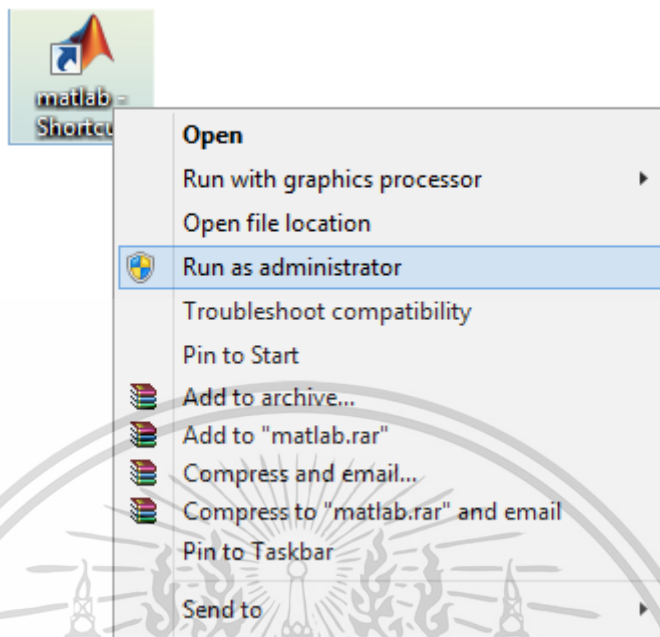 matlab -
Shortcu
Open
Run with graphics processor
Open file location
Run as administrator
Troubleshoot compatibility
Pin to Start
Add to archive...
Add to "matlab.rar"
Compress and email...
Compress to "matlab.rar" and email
Pin to Taskbar
Send to